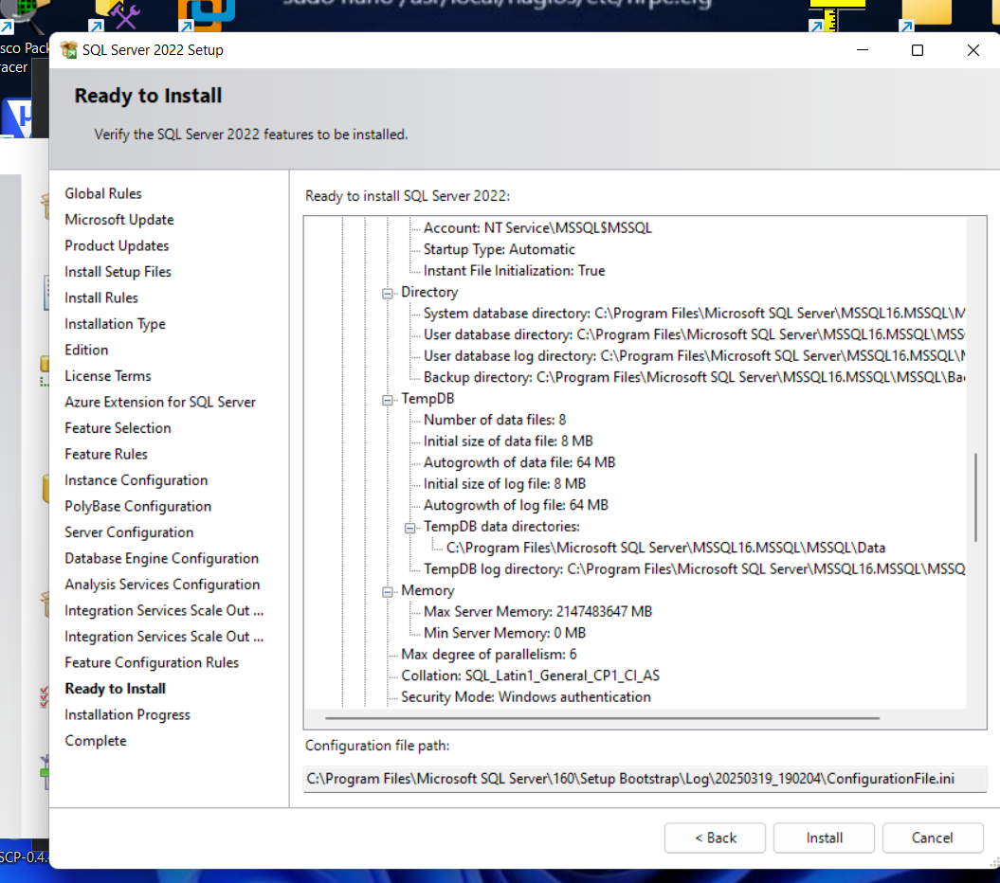 sudo nano /usr/local/nagios/etc/nrpe.cfg
sco Pack
racer
SQL Server 2022 Setup
Ready to Install
Verify the SQL Server 2022 features to be installed.
Global Rules
Microsoft Update
Product Updates
Install Setup Files
Install Rules
Installation Type
Edition
License Terms
Azure Extension for SQL Server
Feature Selection
Feature Rules
Instance Configuration
PolyBase Configuration
Server Configuration
Database Engine Configuration
Analysis Services Configuration
Integration Services Scale Out ...
Integration Services Scale Out ...
Feature Configuration Rules
Ready to Install
Installation Progress
Complete
Ready to install SQL Server 2022:
Account: NT Service\MSSQL$MSSQL
Startup Type: Automatic
Instant File Initialization: True
Directory
System database directory: C:\Program Files\Microsoft SQL Server\MSSQL16.MSSQL\M
User database directory: C:\Program Files\Microsoft SQL Server\MSSQL16.MSSQL\MSS
User database log directory: C:\Program Files\Microsoft SQL Server\MSSQL16.MSSQL\
Backup directory: C:\Program Files\Microsoft SQL Server\MSSQL16.MSSQL\MSSQL\Bac
TempDB
Number of data files: 8
Initial size of data file: 8 MB
Autogrowth of data file: 64 MB
Initial size of log file: 8 MB
Autogrowth of log file: 64 MB
TempDB data directories:
C:\Program Files\Microsoft SQL Server\MSSQL16.MSSQL\MSSQL\Data
TempDB log directory: C:\Program Files\Microsoft SQL Server\MSSQL16.MSSQL\MSSQ
Memory
Max Server Memory: 2147483647 MB
Min Server Memory: 0 MB
Max degree of parallelism: 6
Collation: SQL_Latin1_General_CP1_CI_AS
Security Mode: Windows authentication
Configuration file path:
C:\Program Files\Microsoft SQL Server\160\Setup Bootstrap\Log\20250319_190204\ConfigurationFile.ini
< Back
Install
Cancel
SCP-0.4.